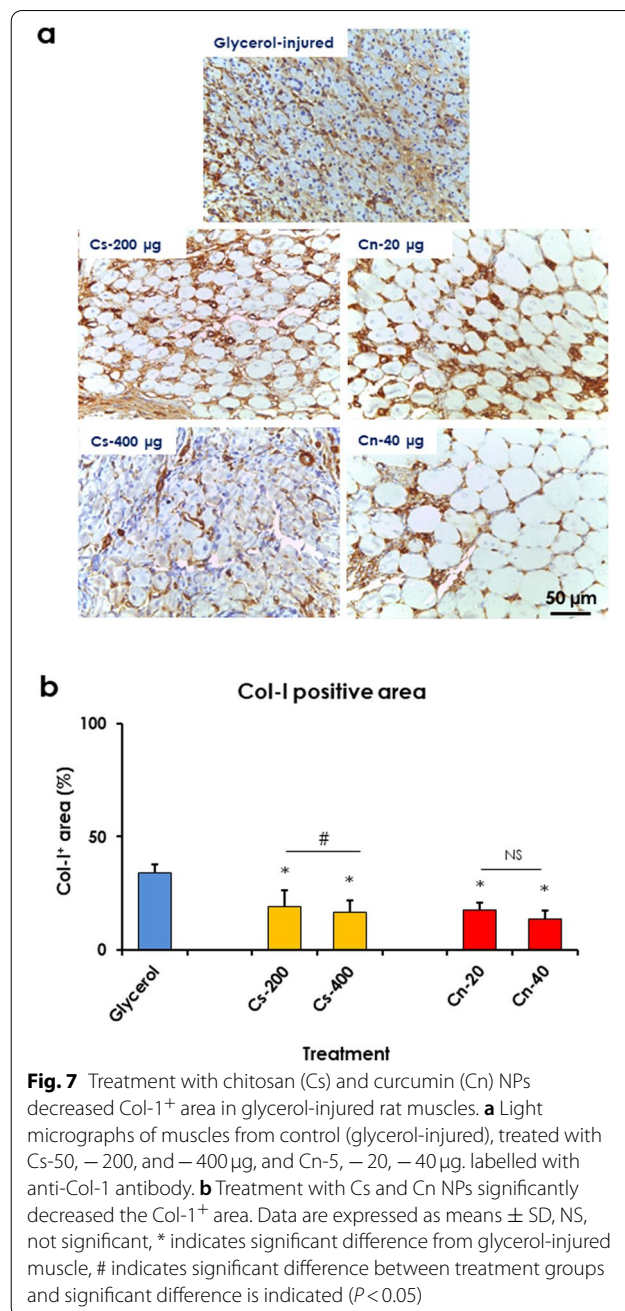 a
Glycerol-injured
Cs-200 µg
Cn-20 µg
Cs-400 µg
Cn-40 µg
50 µm
b
Col-I positive area
100
50
0
Col-I⁺ area (%)
#
NS
*
*
*
*
Glycerol
Cs-200
Cs-400
Cn-20
Cn-40
Treatment
Fig. 7 Treatment with chitosan (Cs) and curcumin (Cn) NPs
decreased Col-1⁺ area in glycerol-injured rat muscles. a Light
micrographs of muscles from control (glycerol-injured), treated with
Cs-50, − 200, and − 400 µg, and Cn-5, − 20, − 40 µg. labelled with
anti-Col-1 antibody. b Treatment with Cs and Cn NPs significantly
decreased the Col-1⁺ area. Data are expressed as means ± SD, NS,
not significant, * indicates significant difference from glycerol-injured
muscle, # indicates significant difference between treatment groups
and significant difference is indicated (P < 0.05)